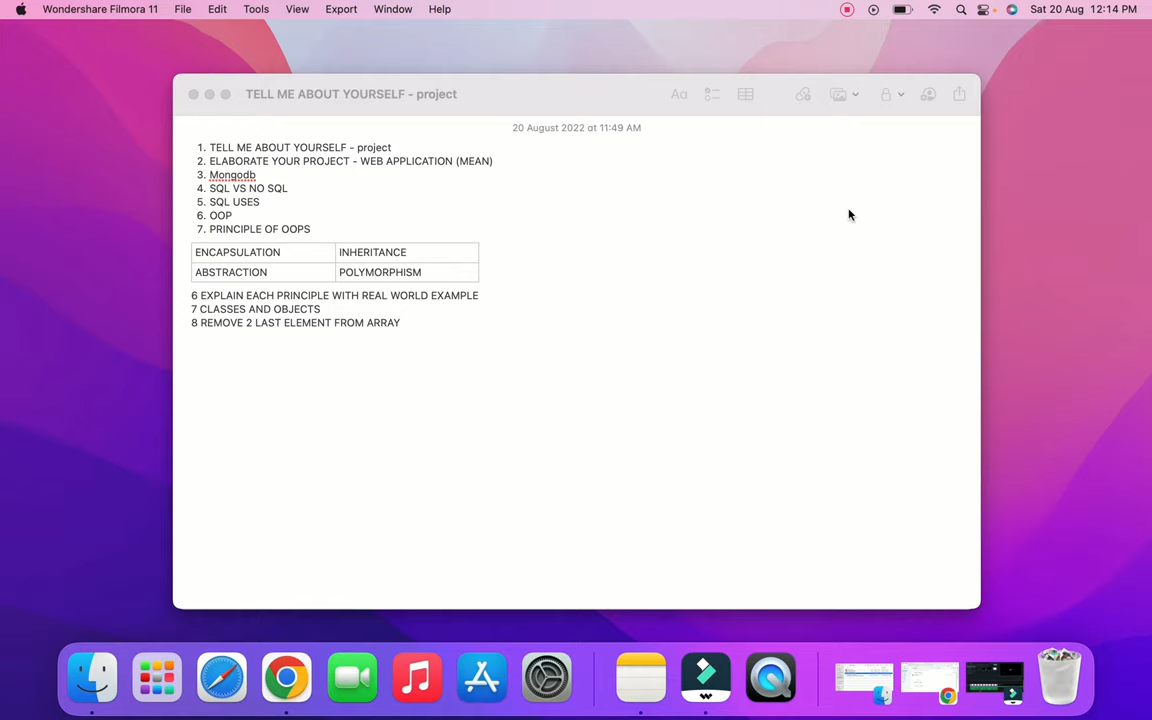 Wondershare Filmora 11 File Edit Tools View Export Window Help Sat 20 Aug 12:14 PM
TELL ME ABOUT YOURSELF - project
20 August 2022 at 11:49 AM
1. TELL ME ABOUT YOURSELF - project
2. ELABORATE YOUR PROJECT - WEB APPLICATION (MEAN)
3. Mongodb
4. SQL VS NO SQL
5. SQL USES
6. OOP
7. PRINCIPLE OF OOPS
ENCAPSULATION INHERITANCE
ABSTRACTION POLYMORPHISM
6 EXPLAIN EACH PRINCIPLE WITH REAL WORLD EXAMPLE
7 CLASSES AND OBJECTS
8 REMOVE 2 LAST ELEMENT FROM ARRAY